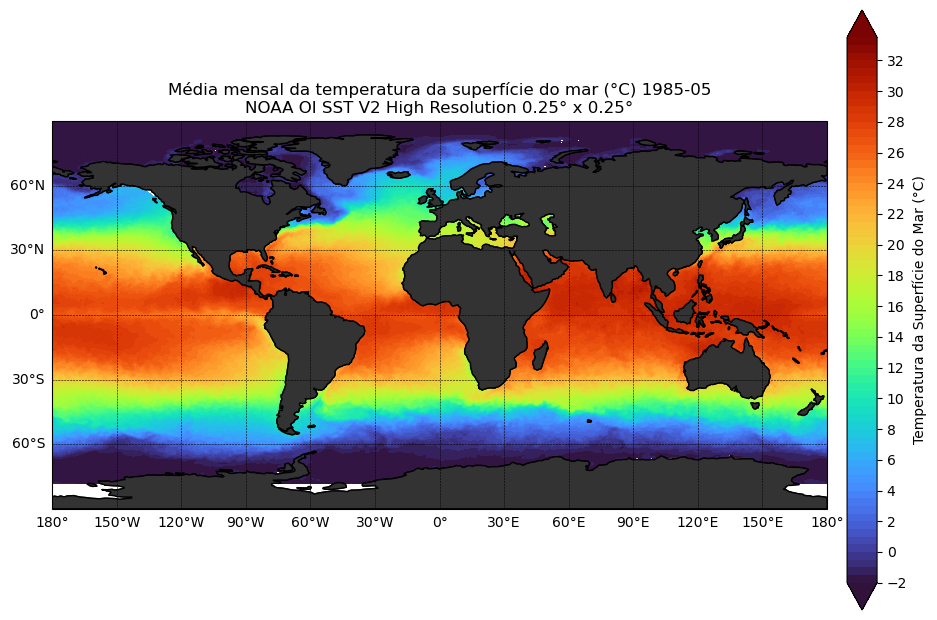 Média mensal da temperatura da superfície do mar (°C) 1985-05
NOAA OI SST V2 High Resolution 0.25° x 0.25°
60°N
30°N
0°
30°S
60°S
180° 150°W 120°W 90°W 60°W 30°W 0° 30°E 60°E 90°E 120°E 150°E 180°
32
30
28
26
24
22
20
18
16
14
12
10
8
6
4
2
0
−2
Temperatura da Superfície do Mar (°C)